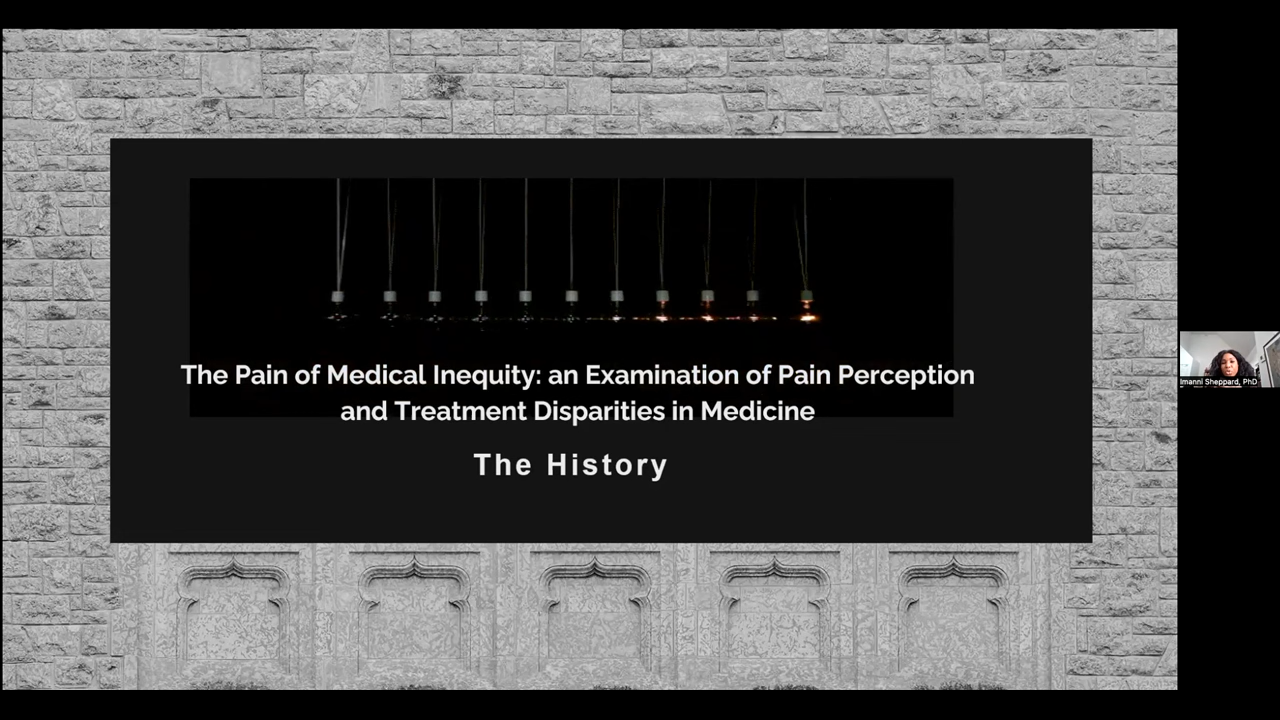 The Pain of Medical Inequity: an Examination of Pain Perception
and Treatment Disparities in Medicine
The History
Imanni Sheppard, PhD